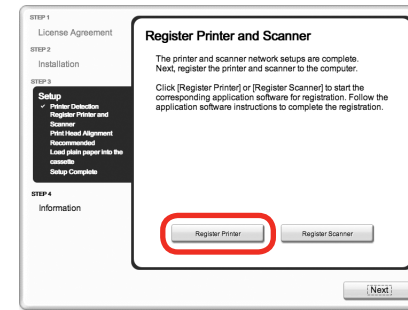 STEP 1
License Agreement
STEP 2
Installation
STEP 3
Setup
✓ Printer Detection
Register Printer and
Scanner
Print Head Alignment
Recommended
Load plain paper into the
cassette
Setup Complete
STEP 4
Information
Register Printer and Scanner
The printer and scanner network setups are complete.
Next, register the printer and scanner to the computer.
Click [Register Printer] or [Register Scanner] to start the
corresponding application software for registration. Follow the
application software instructions to complete the registration.
Register Printer
Register Scanner
Next